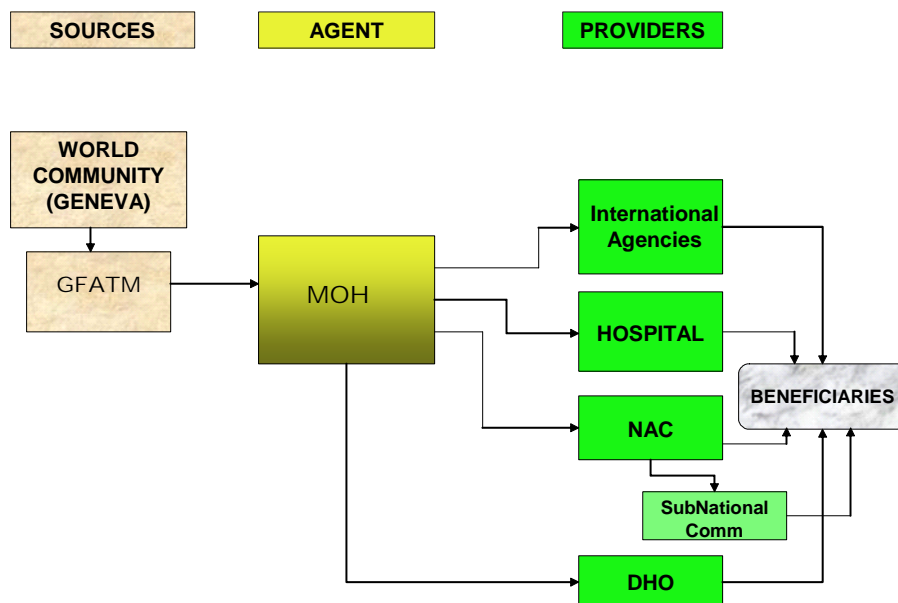 SOURCES
AGENT
PROVIDERS
WORLD
COMMUNITY
(GENEVA)
GFATM
MOH
International
Agencies
HOSPITAL
BENEFICIARIES
NAC
SubNational
Comm
DHO